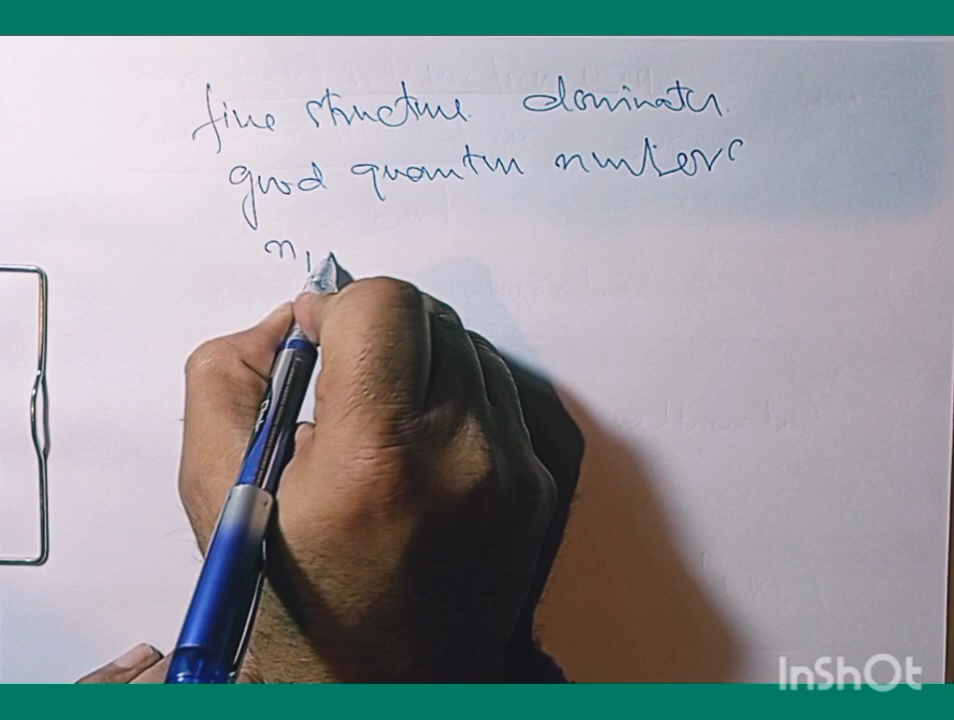 fine structure dominates.
good quantum numbers
n,
InShOt